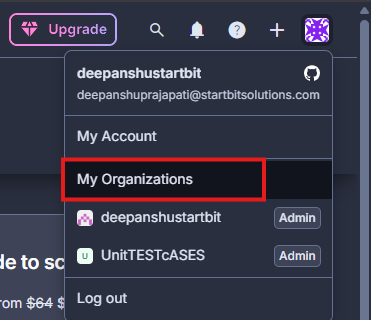 Upgrade
?
deepanshustartbit
deepanshuprajapati@startbitsolutions.com
My Account
My Organizations
deepanshustartbit Admin
U UnitTESTcASES Admin
de to sc
rom $64 $
Log out